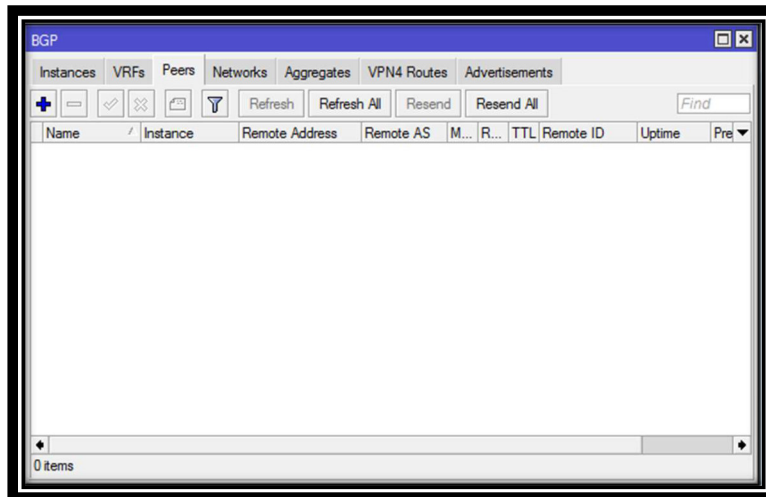 BGP
Instances VRFs Peers Networks Aggregates VPN4 Routes Advertisements
Refresh Refresh All Resend Resend All Find
Name Instance Remote Address Remote AS M... R... TTL Remote ID Uptime Pre
0 items